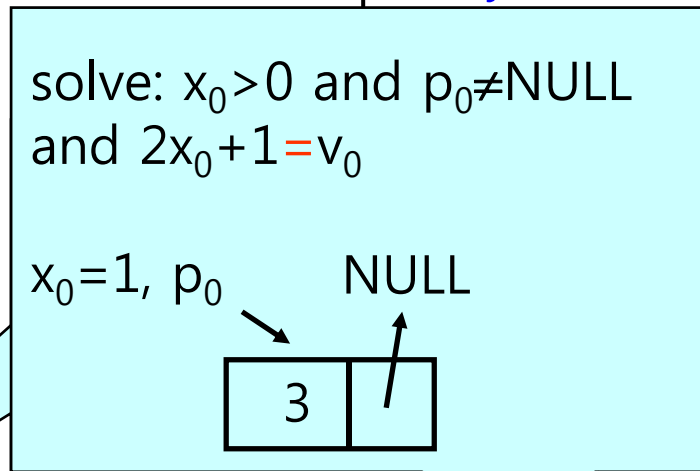 solve: x₀>0 and p₀≠NULL
and 2x₀+1=v₀
x₀=1, p₀ NULL
3